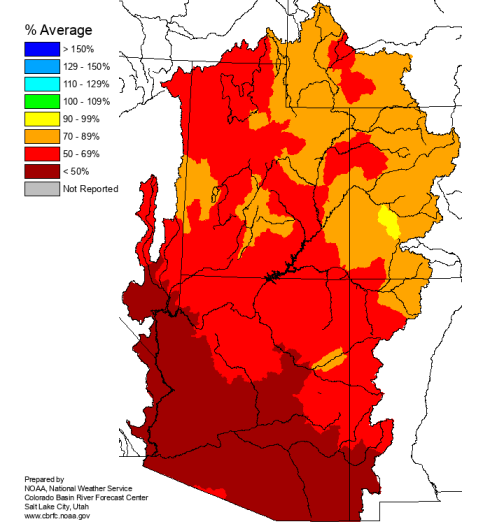 % Average
> 150%
129 - 150%
110 - 129%
100 - 109%
90 - 99%
70 - 89%
50 - 69%
< 50%
Not Reported
Prepared by
NOAA, National Weather Service
Colorado Basin River Forecast Center
Salt Lake City, Utah
www.cbrfc.noaa.gov